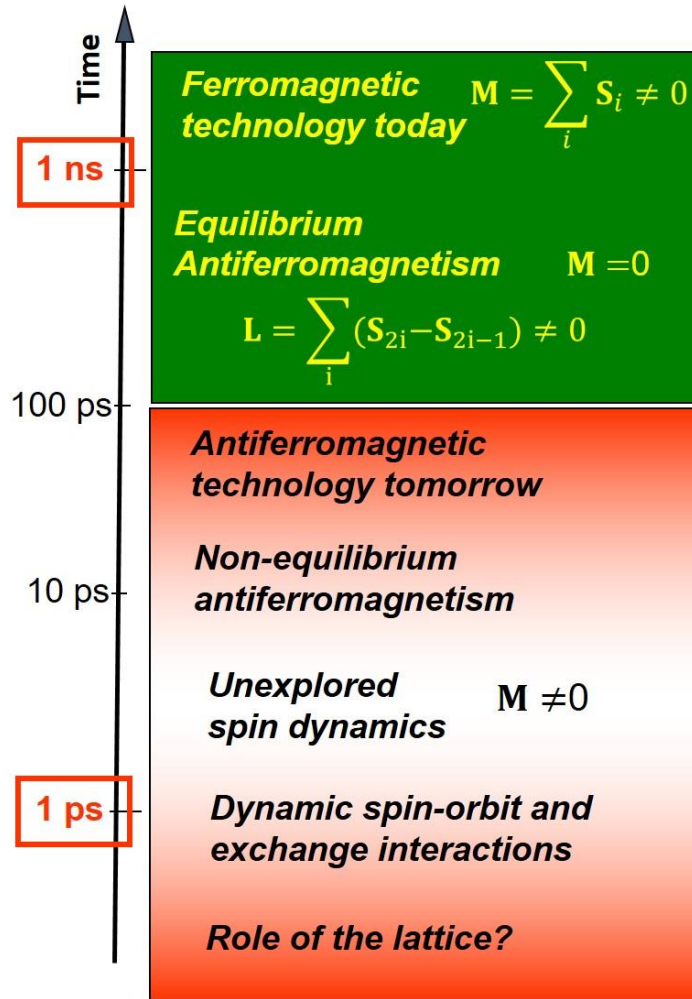 Time
Ferromagnetic
technology today
M = ∑ᵢ Sᵢ ≠ 0
1 ns
Equilibrium
Antiferromagnetism M =0
L = ∑ᵢ (S₂ᵢ−S₂ᵢ₋₁) ≠ 0
100 ps
Antiferromagnetic
technology tomorrow
Non-equilibrium
10 ps
antiferromagnetism
Unexplored
spin dynamics
M ≠0
1 ps
Dynamic spin-orbit and
exchange interactions
Role of the lattice?